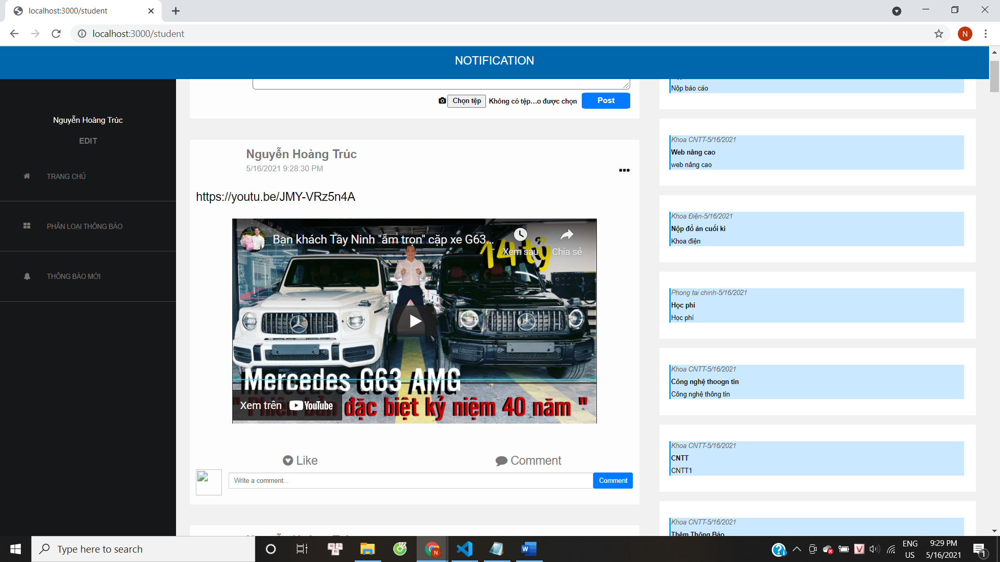 localhost:3000/student
localhost:3000/student
N
NOTIFICATION
Nguyễn Hoàng Trúc
EDIT
TRANG CHỦ
PHÂN LOẠI THÔNG BÁO
THÔNG BÁO MỚI
Chọn tệp Không có tệp...o được chọn Post
Nguyễn Hoàng Trúc
5/16/2021 9:28:30 PM
https://youtu.be/JMY-VRz5n4A
Bạn khách Tây Ninh "ẵm trọn" cặp xe G63...
Xem sau Chia sẻ
14 tỷ
Mercedes G63 AMG
"Phiên bản đặc biệt kỷ niệm 40 năm "
Xem trên YouTube
Like Comment
Write a comment... Comment
Nộp báo cáo
Khoa CNTT-5/16/2021
Web nâng cao
web nâng cao
Khoa Điện-5/16/2021
Nộp đồ án cuối kì
Khoa điện
Phong tai chinh-5/16/2021
Học phí
Học phí
Khoa CNTT-5/16/2021
Công nghệ thoogn tin
Công nghệ thông tin
Khoa CNTT-5/16/2021
CNTT
CNTT1
Khoa CNTT-5/16/2021
Thêm Thông Báo
Type here to search
ENG
US
9:29 PM
5/16/2021
1